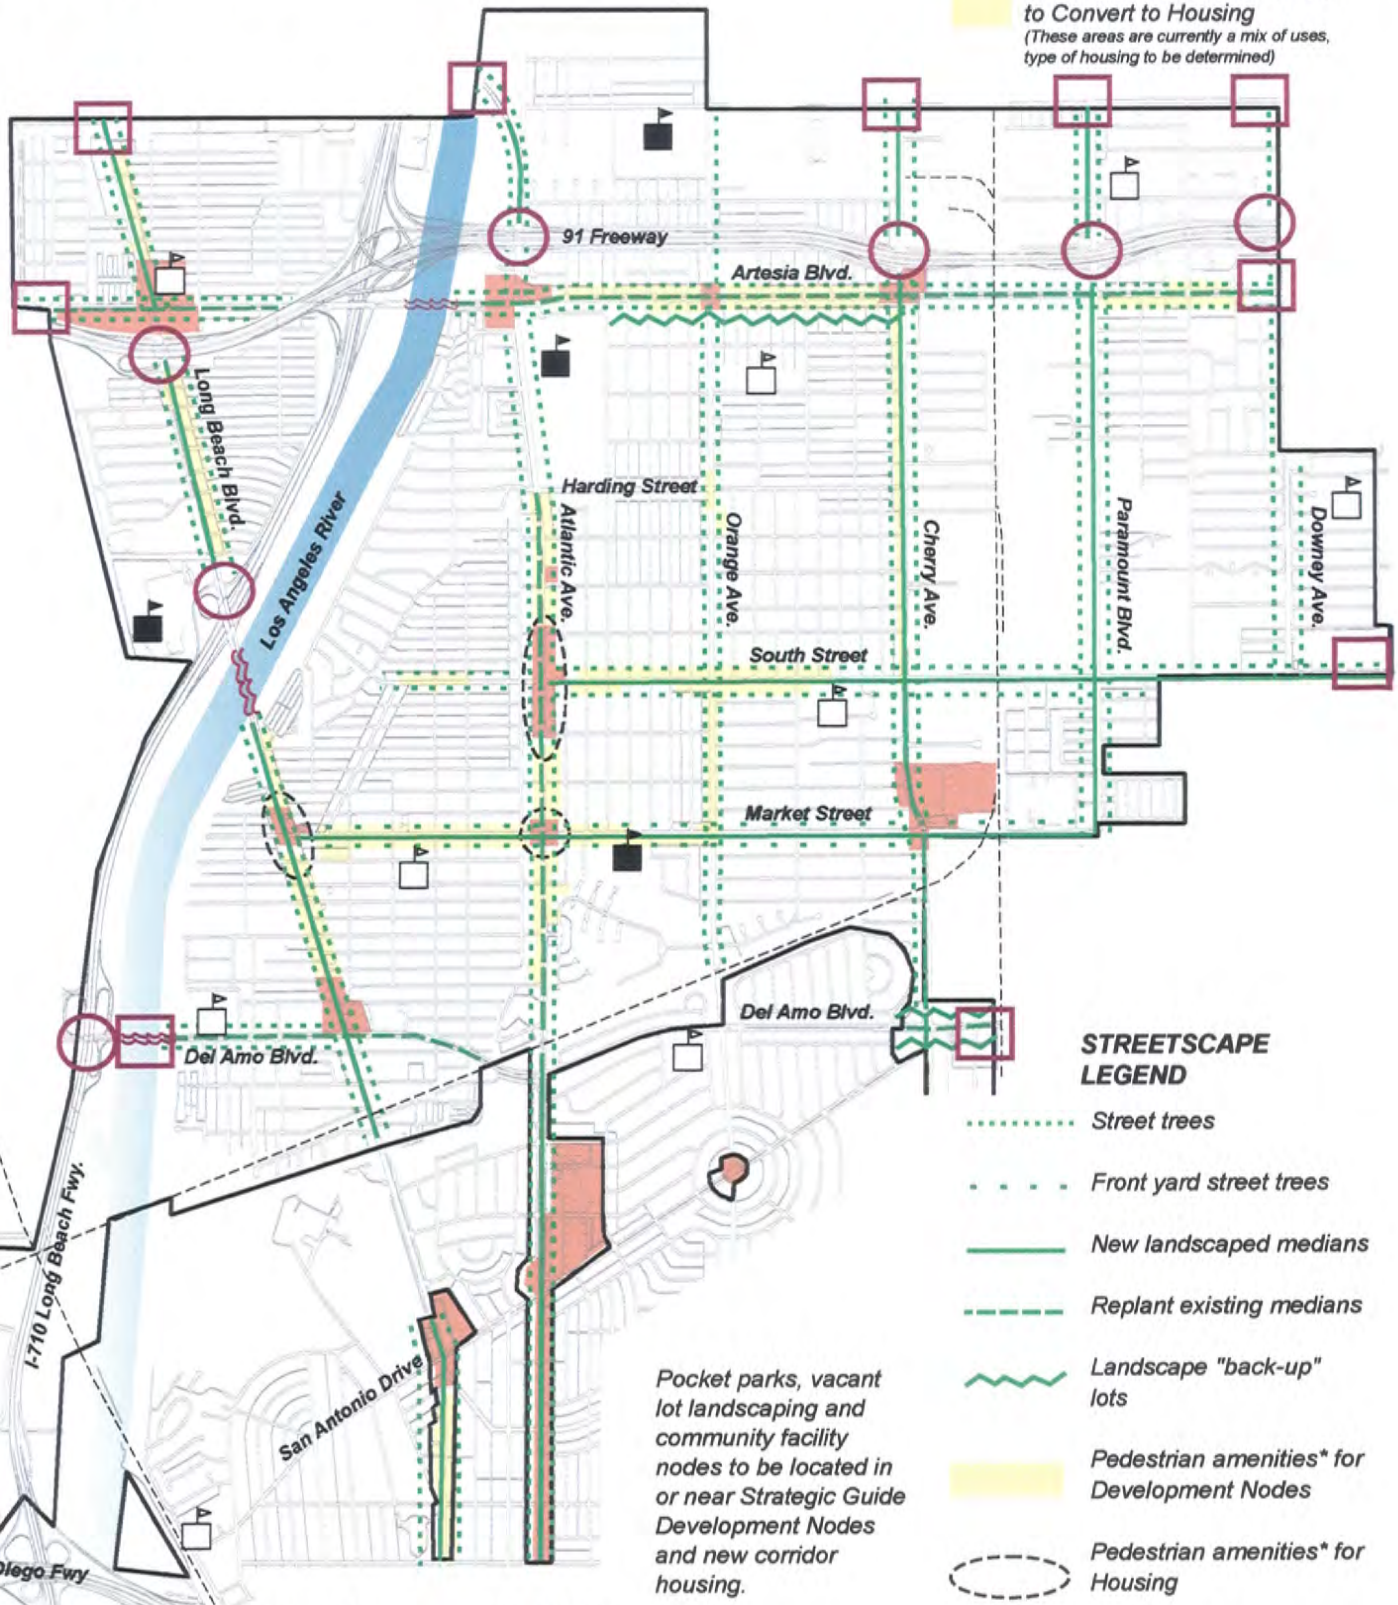 to Convert to Housing
(These areas are currently a mix of uses,
type of housing to be determined)
91 Freeway
Artesia Blvd.
Long Beach Blvd.
Los Angeles River
Harding Street
Atlantic Ave.
Orange Ave.
Cherry Ave.
Paramount Blvd.
Downey Ave.
South Street
Market Street
Del Amo Blvd.
Del Amo Blvd.
I-710 Long Beach Fwy.
San Antonio Drive
Diego Fwy
STREETSCAPE
LEGEND
Street trees
Front yard street trees
New landscaped medians
Replant existing medians
Landscape "back-up"
lots
Pedestrian amenities* for
Development Nodes
Pedestrian amenities* for
Housing
Pocket parks, vacant
lot landscaping and
community facility
nodes to be located in
or near Strategic Guide
Development Nodes
and new corridor
housing.